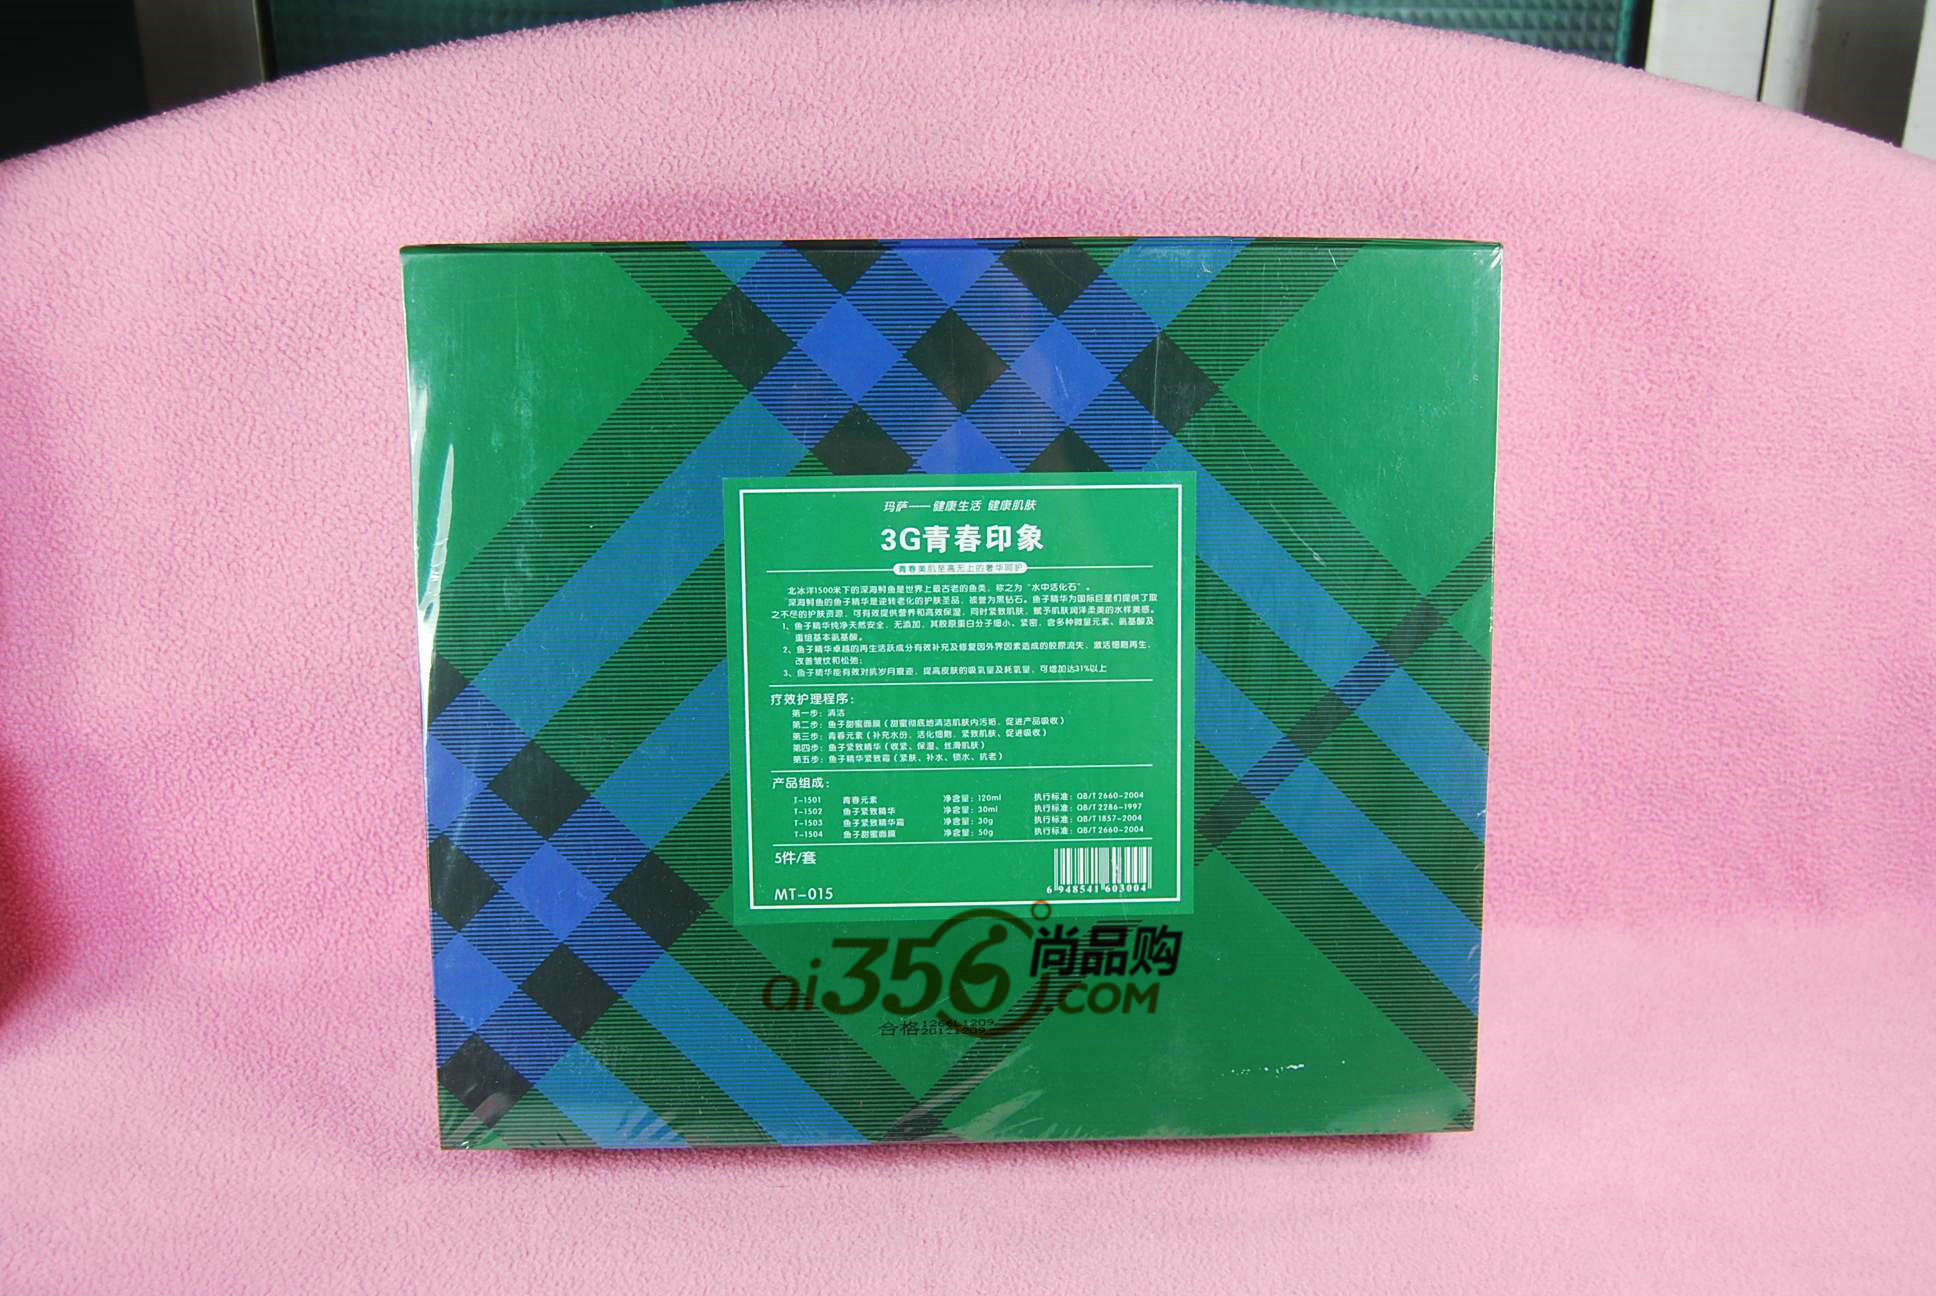 玛萨——健康生活 健康肌肤
3G青春印象
青春美肌至高无上的奢华呵护
北冰洋1500米下的深海鲟鱼是世界上最古老的鱼类，称之为“水中活化石”。
深海鲟鱼的鱼子精华是逆转老化的护肤圣品，被誉为黑钻石。鱼子精华为国际巨星们提供了取
之不尽的护肤资源，可有效提供营养和高效保湿，同时紧致肌肤，赋予肌肤润泽柔美的水样美感。
1、鱼子精华纯净天然安全，无添加，其胶原蛋白分子细小、紧密，含多种微量元素、氨基酸及
重组基本氨基酸。
2、鱼子精华卓越的再生活跃成分有效补充及修复因外界因素造成的胶原流失，激活细胞再生，
改善皱纹和松弛；
3、鱼子精华能有效对抗岁月痕迹，提高皮肤的吸氧量及耗氧量，可增加达31%以上
疗效护理程序：
第一步：清洁
第二步：鱼子甜蜜面膜（甜蜜彻底地清洁肌肤内污垢，促进产品吸收）
第三步：青春元素（补充水份，活化细胞，紧致肌肤、促进吸收）
第四步：鱼子紧致精华（收紧、保湿、丝滑肌肤）
第五步：鱼子精华紧致霜（紧肤、补水、锁水、抗老）
产品组成：
T-1501 青春元素 净含量：120ml 执行标准：QB/T 2660-2004
T-1502 鱼子紧致精华 净含量：30ml 执行标准：QB/T 2286-1997
T-1503 鱼子紧致精华霜 净含量：30g 执行标准：QB/T 1857-2004
T-1504 鱼子甜蜜面膜 净含量：50g 执行标准：QB/T 2660-2004
5件/套
MT-015
6 948541 603004
ai356尚品购
.COM
合格